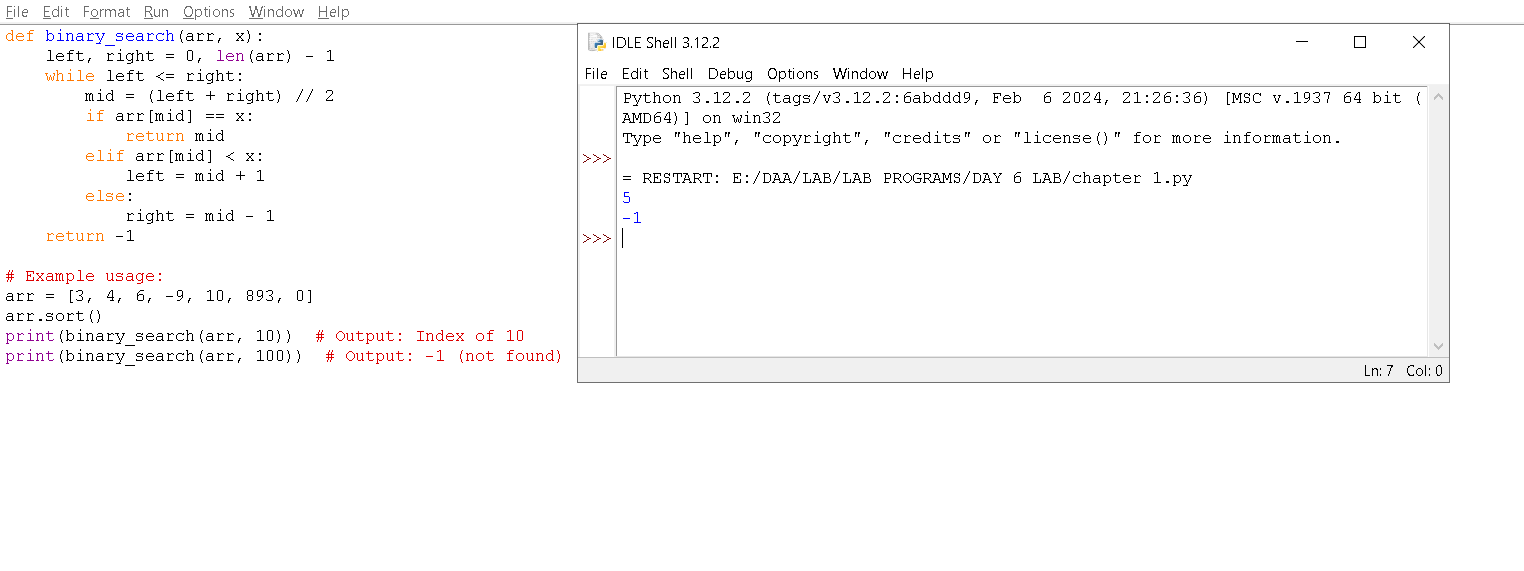 File Edit Format Run Options Window Help
def binary_search(arr, x):
    left, right = 0, len(arr) - 1
    while left <= right:
        mid = (left + right) // 2
        if arr[mid] == x:
            return mid
        elif arr[mid] < x:
            left = mid + 1
        else:
            right = mid - 1
    return -1
# Example usage:
arr = [3, 4, 6, -9, 10, 893, 0]
arr.sort()
print(binary_search(arr, 10))  # Output: Index of 10
print(binary_search(arr, 100))  # Output: -1 (not found)
IDLE Shell 3.12.2
File Edit Shell Debug Options Window Help
Python 3.12.2 (tags/v3.12.2:6abddd9, Feb  6 2024, 21:26:36) [MSC v.1937 64 bit (
AMD64)] on win32
Type "help", "copyright", "credits" or "license()" for more information.
>>>
= RESTART: E:/DAA/LAB/LAB PROGRAMS/DAY 6 LAB/chapter 1.py
5
-1
>>>
Ln: 7 Col: 0